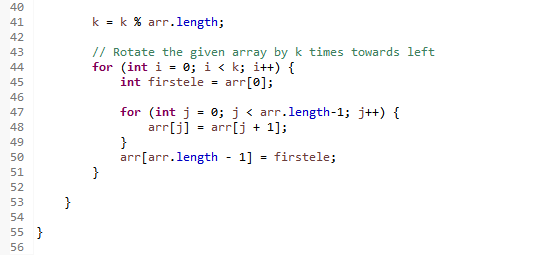 40
41 k = k % arr.length;
42
43 // Rotate the given array by k times towards left
44 for (int i = 0; i < k; i++) {
45 int firstele = arr[0];
46
47 for (int j = 0; j < arr.length-1; j++) {
48 arr[j] = arr[j + 1];
49 }
50 arr[arr.length - 1] = firstele;
51 }
52
53 }
54
55 }
56